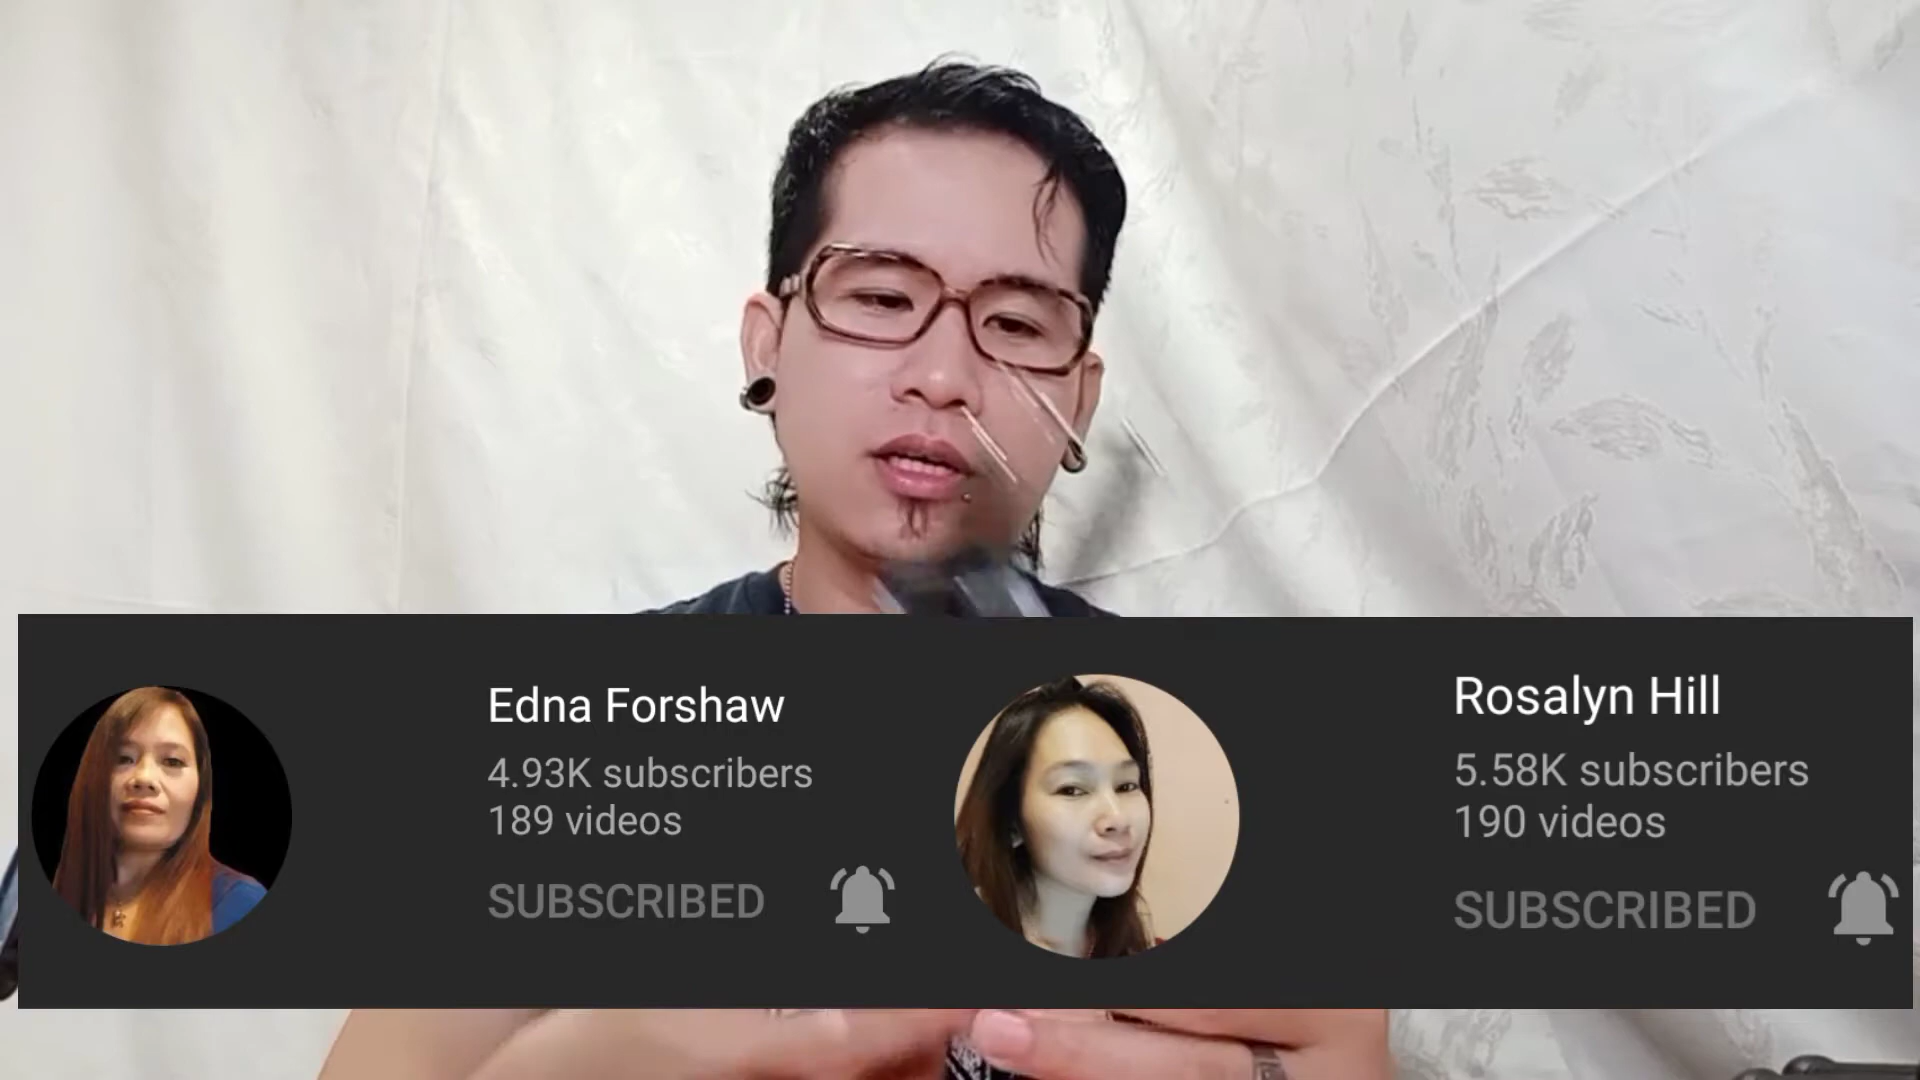 Edna Forshaw
4.93K subscribers
189 videos
SUBSCRIBED
Rosalyn Hill
5.58K subscribers
190 videos
SUBSCRIBED